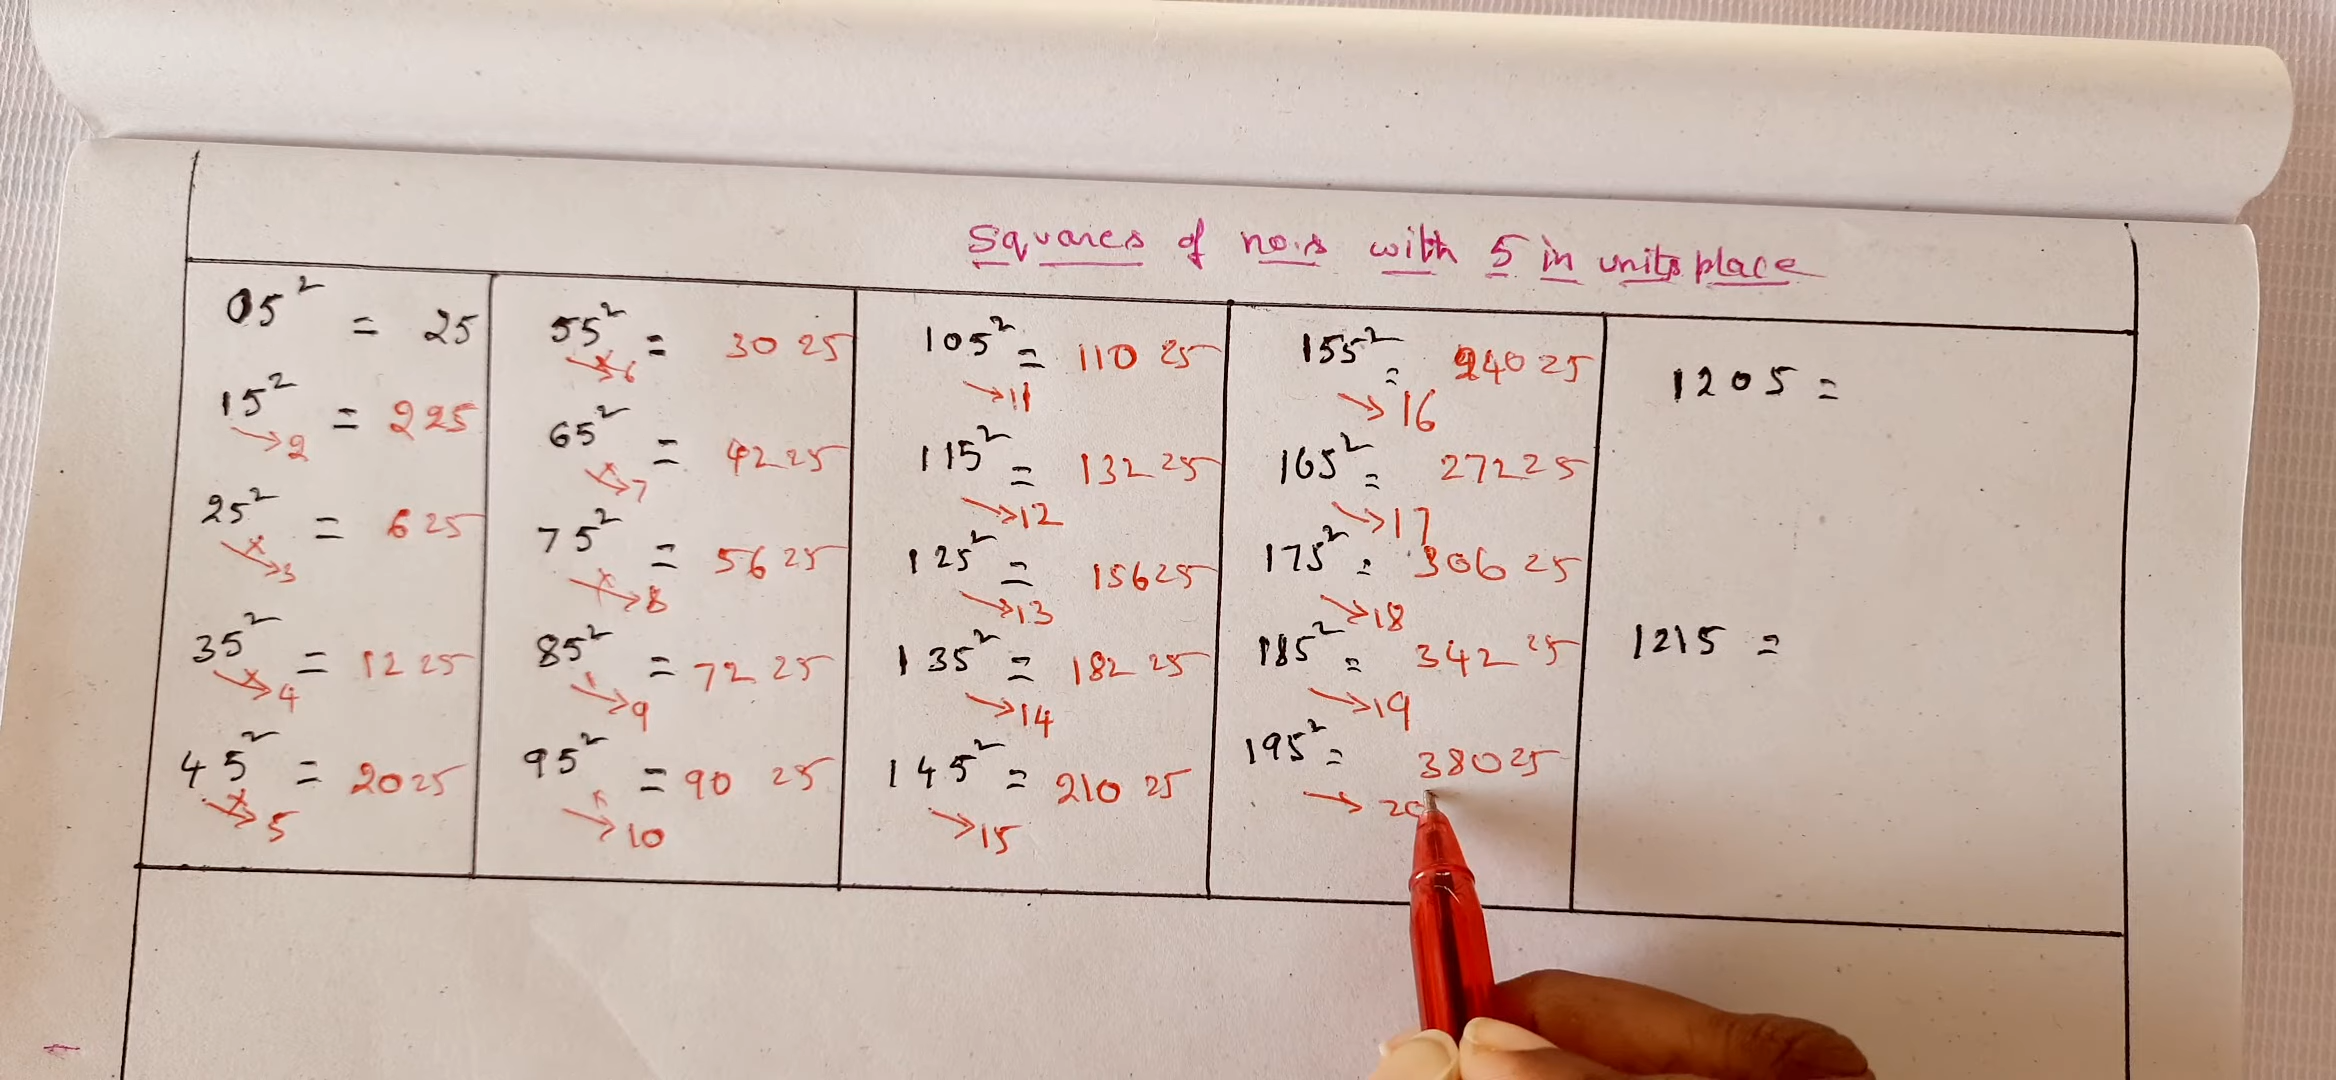 Squares of no.s with 5 in units place
05² = 25
15² = 225
→2
25² = 625
×→3
35² = 1225
×→4
45² = 2025
×→5
55² = 3025
×→6
65² = 4225
×→7
75² = 5625
×→8
85² = 7225
×→9
95² = 9025
×→10
105² = 11025
→11
115² = 13225
→12
125² = 15625
→13
135² = 18225
→14
145² = 21025
→15
155² = 24025
→16
165² = 27225
→17
175² = 30625
→18
185² = 34225
→19
195² = 38025
→20
1205 =
1215 =